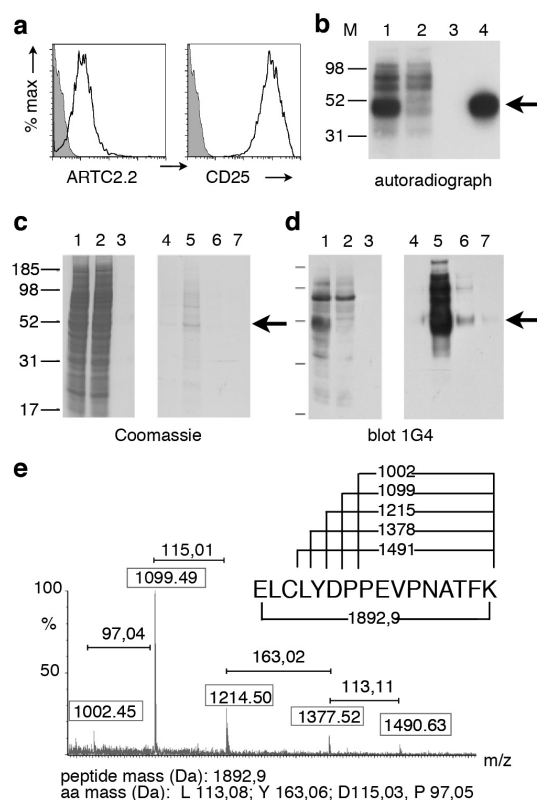 a
% max
ARTC2.2
CD25
b
M 1 2 3 4
98
52
31
autoradiograph
c
1 2 3 4 5 6 7
185
98
52
31
17
Coomassie
d
1 2 3 4 5 6 7
blot 1G4
e
1002
1099
1215
1378
1491
ELCLYDPPEVPNATFK
1892,9
115,01
1099.49
100
%
50
97,04
163,02
113,11
1002.45
1214.50
1377.52
1490.63
m/z
peptide mass (Da): 1892,9
aa mass (Da): L 113,08; Y 163,06; D115,03, P 97,05